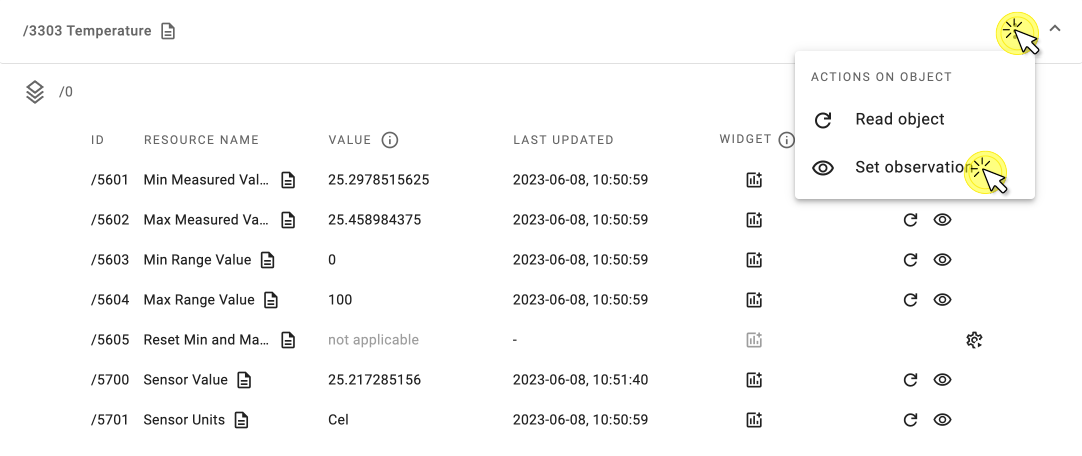 /3303 Temperature
ACTIONS ON OBJECT
Read object
Set observation
/0
ID RESOURCE NAME VALUE LAST UPDATED WIDGET
/5601 Min Measured Val... 25.2978515625 2023-06-08, 10:50:59
/5602 Max Measured Va... 25.458984375 2023-06-08, 10:50:59
/5603 Min Range Value 0 2023-06-08, 10:50:59
/5604 Max Range Value 100 2023-06-08, 10:50:59
/5605 Reset Min and Ma... not applicable -
/5700 Sensor Value 25.217285156 2023-06-08, 10:51:40
/5701 Sensor Units Cel 2023-06-08, 10:50:59